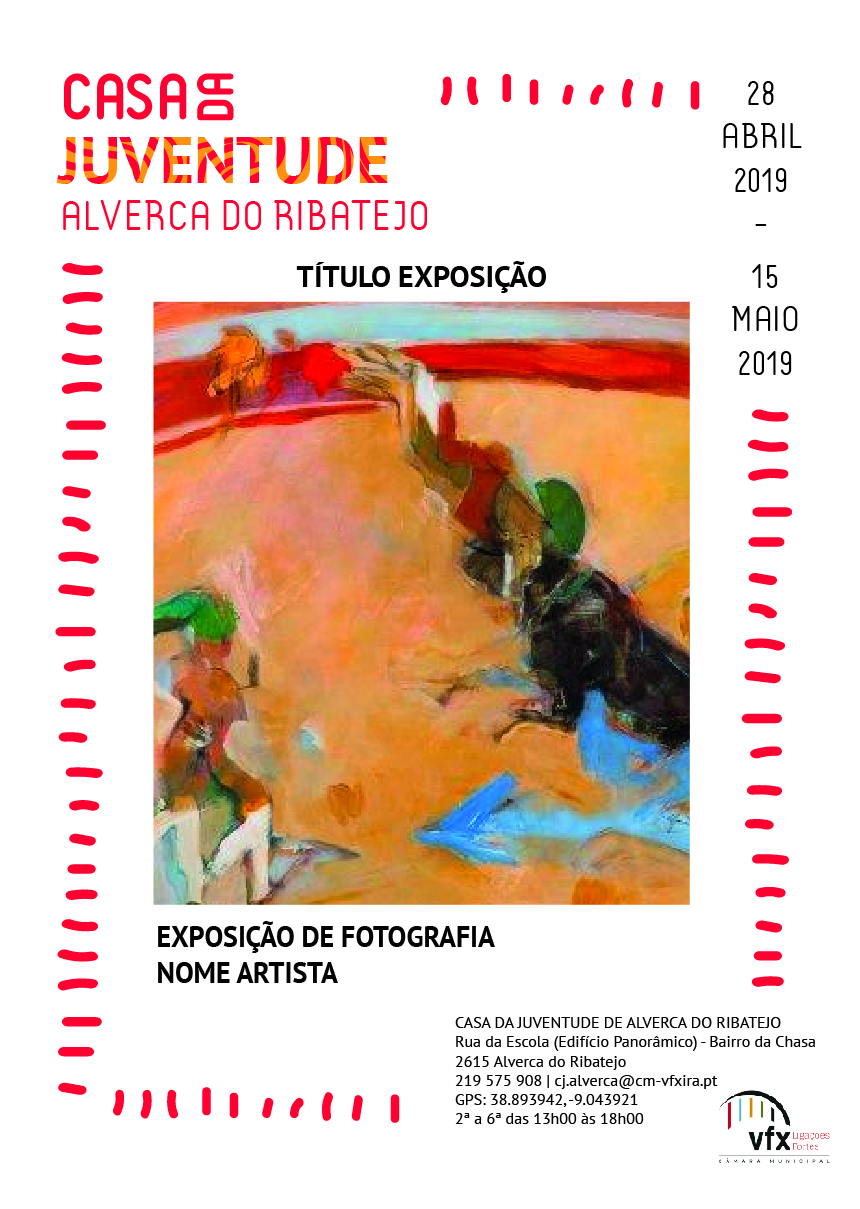 CASA DA
JUVENTUDE
ALVERCA DO RIBATEJO
28
ABRIL
2019
–
15
MAIO
2019
TÍTULO EXPOSIÇÃO
EXPOSIÇÃO DE FOTOGRAFIA
NOME ARTISTA
CASA DA JUVENTUDE DE ALVERCA DO RIBATEJO
Rua da Escola (Edifício Panorâmico) - Bairro da Chasa
2615 Alverca do Ribatejo
219 575 908 | cj.alverca@cm-vfxira.pt
GPS: 38.893942,-9.043921
2ª a 6ª das 13h00 às 18h00
vfx Ligações
Fortes
CÂMARA MUNICIPAL